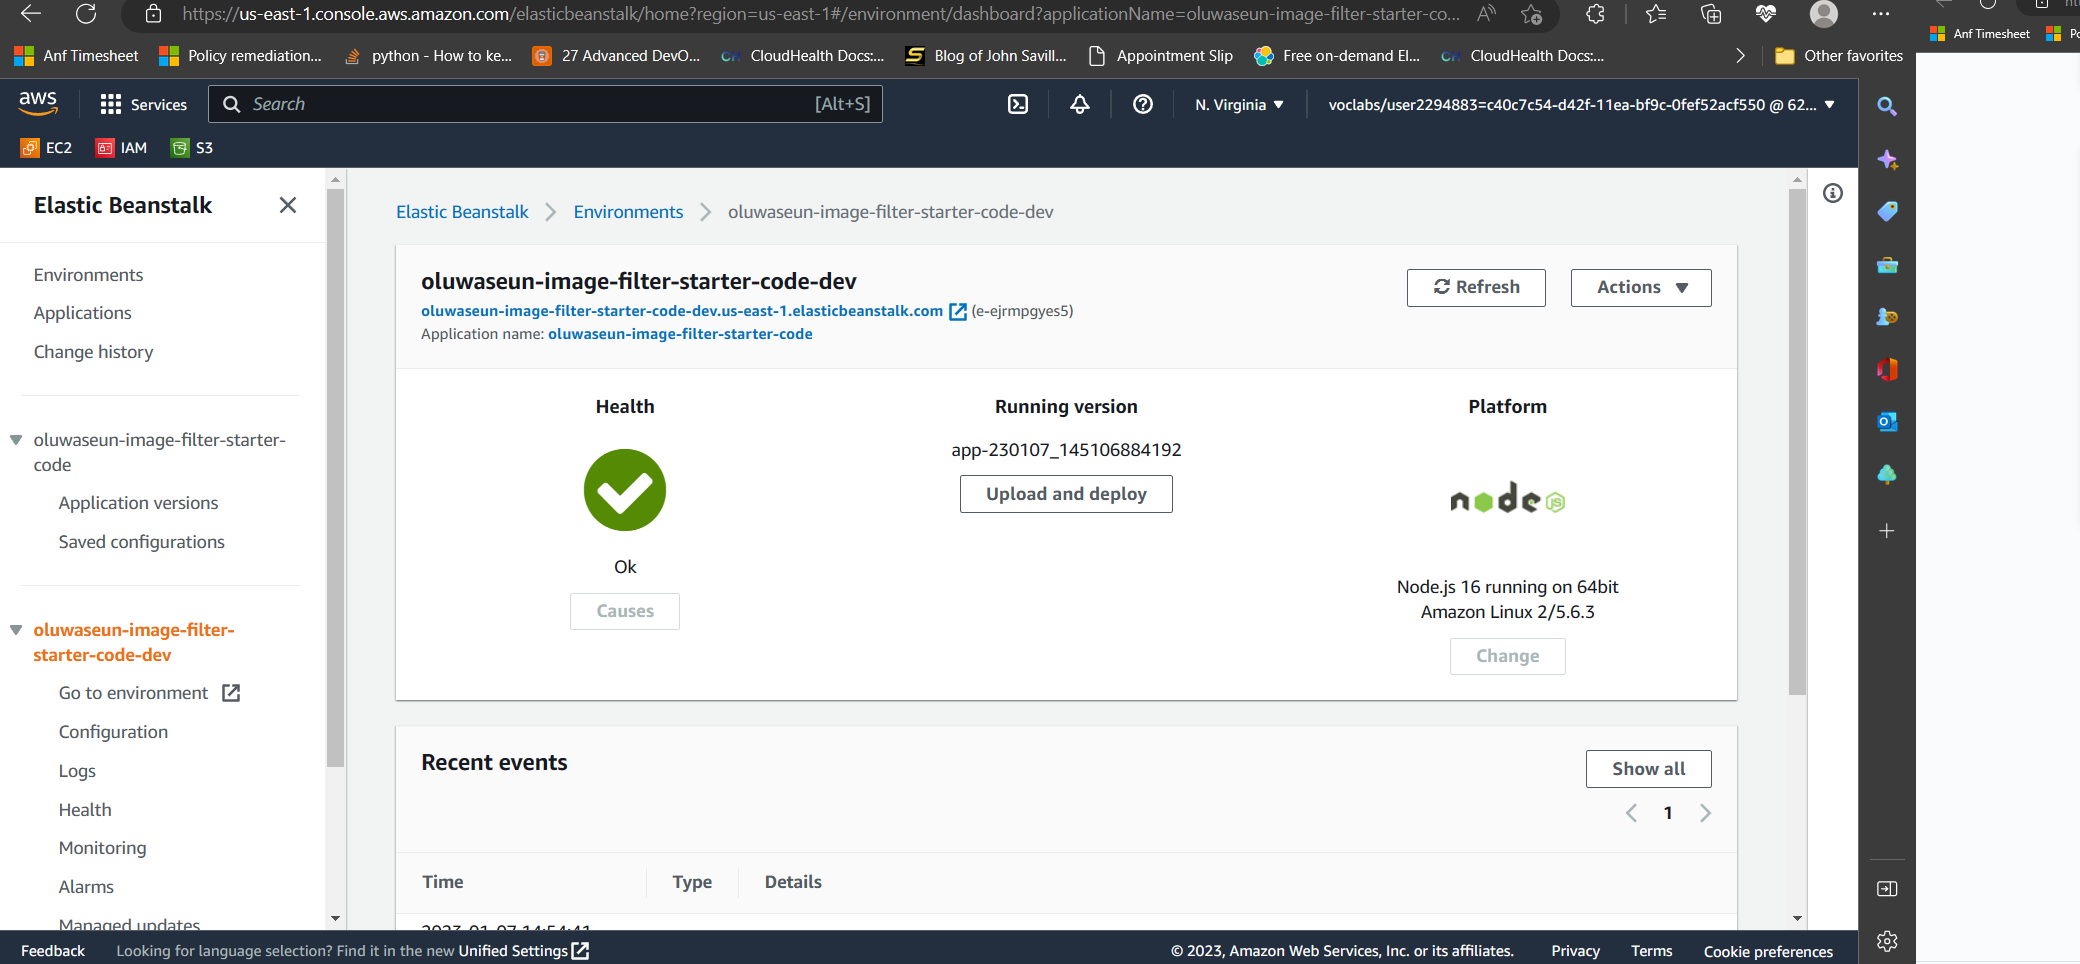 https://us-east-1.console.aws.amazon.com/elasticbeanstalk/home?region=us-east-1#/environment/dashboard?applicationName=oluwaseun-image-filter-starter-co...
Anf Timesheet
Policy remediation...
python - How to ke...
27 Advanced DevO...
CloudHealth Docs:...
Blog of John Savill...
Appointment Slip
Free on-demand El...
CloudHealth Docs:...
Other favorites
Anf Timesheet
aws
Services
Search
[Alt+S]
N. Virginia
voclabs/user2294883=c40c7c54-d42f-11ea-bf9c-0fef52acf550 @ 62...
EC2
IAM
S3
Elastic Beanstalk
Environments
Applications
Change history
oluwaseun-image-filter-starter-
code
Application versions
Saved configurations
oluwaseun-image-filter-
starter-code-dev
Go to environment
Configuration
Logs
Health
Monitoring
Alarms
Managed updates
Elastic Beanstalk
Environments
oluwaseun-image-filter-starter-code-dev
oluwaseun-image-filter-starter-code-dev
oluwaseun-image-filter-starter-code-dev.us-east-1.elasticbeanstalk.com (e-ejrmpgyes5)
Application name: oluwaseun-image-filter-starter-code
Refresh
Actions
Health
Ok
Causes
Running version
app-230107_145106884192
Upload and deploy
Platform
node JS
Node.js 16 running on 64bit
Amazon Linux 2/5.6.3
Change
Recent events
Show all
1
Time
Type
Details
2023-01-07 14:54:41
Feedback
Looking for language selection? Find it in the new Unified Settings
© 2023, Amazon Web Services, Inc. or its affiliates.
Privacy
Terms
Cookie preferences